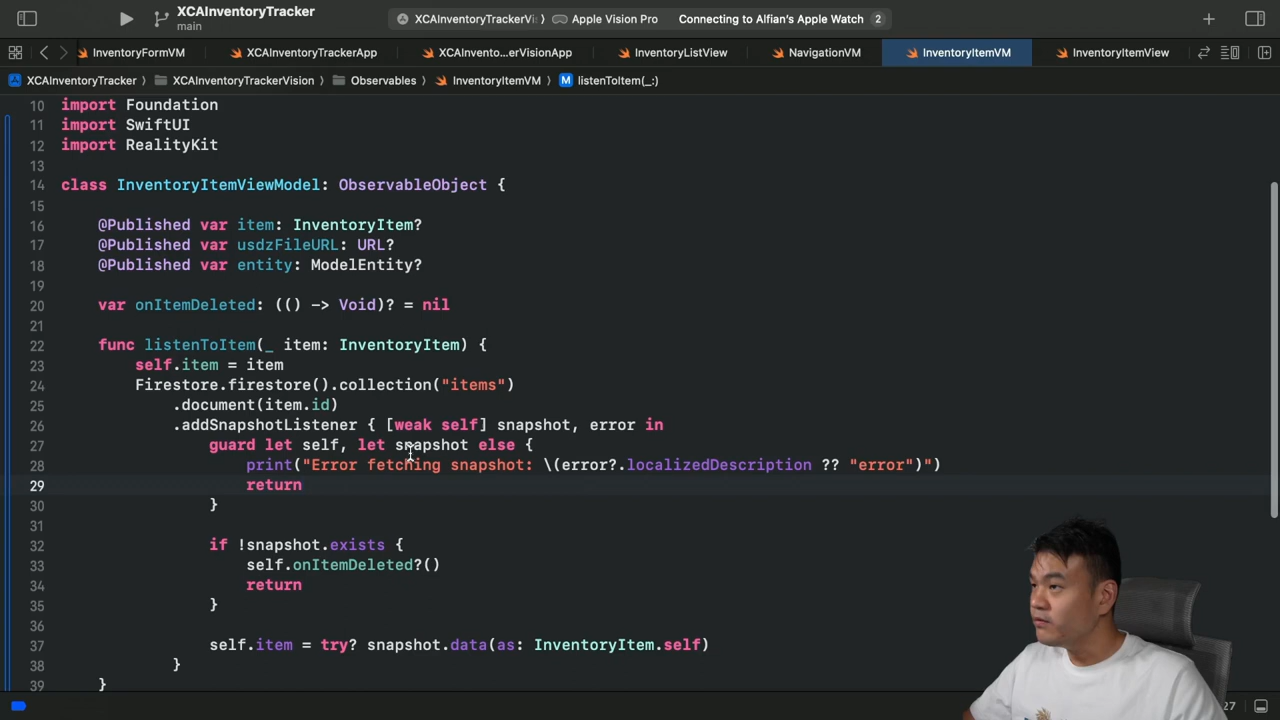 XCAInventoryTracker
main
XCAInventoryTrackerVi
Apple Vision Pro
Connecting to Alfian's Apple Watch
2
InventoryFormVM
XCAInventoryTrackerApp
XCAInvento...erVisionApp
InventoryListView
NavigationVM
InventoryItemVM
InventoryItemView
XCAInventoryTracker
XCAInventoryTrackerVision
Observables
InventoryItemVM
M
listenToItem(_:)
10 import Foundation
11 import SwiftUI
12 import RealityKit
13
14 class InventoryItemViewModel: ObservableObject {
15
16 @Published var item: InventoryItem?
17 @Published var usdzFileURL: URL?
18 @Published var entity: ModelEntity?
19
20 var onItemDeleted: (() -> Void)? = nil
21
22 func listenToItem(_ item: InventoryItem) {
23 self.item = item
24 Firestore.firestore().collection("items")
25 .document(item.id)
26 .addSnapshotListener { [weak self] snapshot, error in
27 guard let self, let snapshot else {
28 print("Error fetching snapshot: \(error?.localizedDescription ?? "error")")
29 return
30 }
31
32 if !snapshot.exists {
33 self.onItemDeleted?()
34 return
35 }
36
37 self.item = try? snapshot.data(as: InventoryItem.self)
38 }
39 }